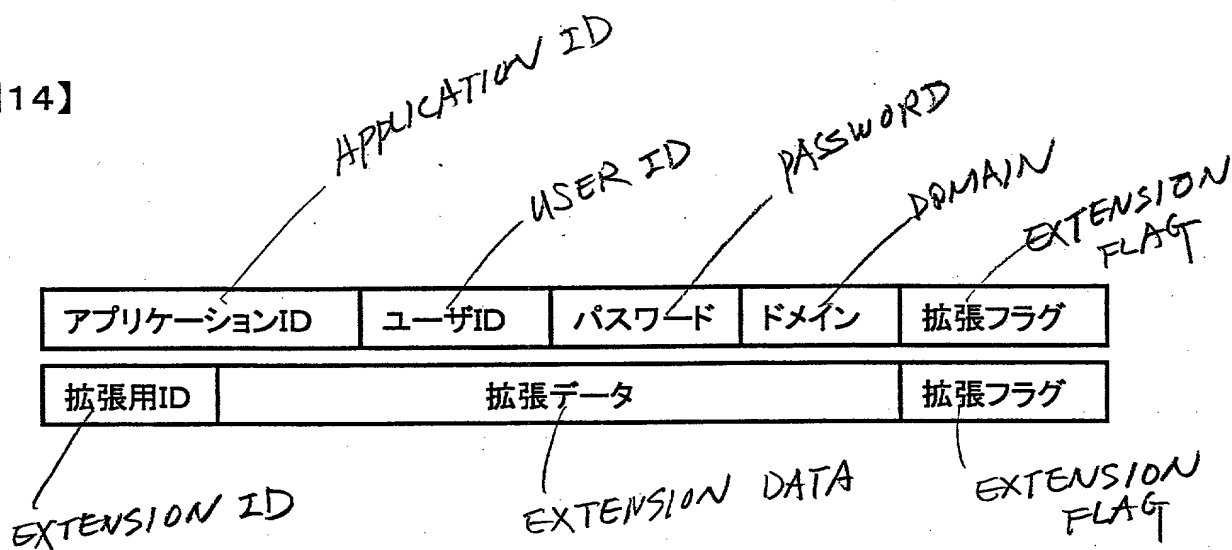 14】
APPLICATION ID
USER ID
PASSWORD
DOMAIN
EXTENSION
FLAG
アプリケーションID ユーザID パスワード ドメイン 拡張フラグ
拡張用ID 拡張データ 拡張フラグ
EXTENSION ID
EXTENSION DATA
EXTENSION
FLAG